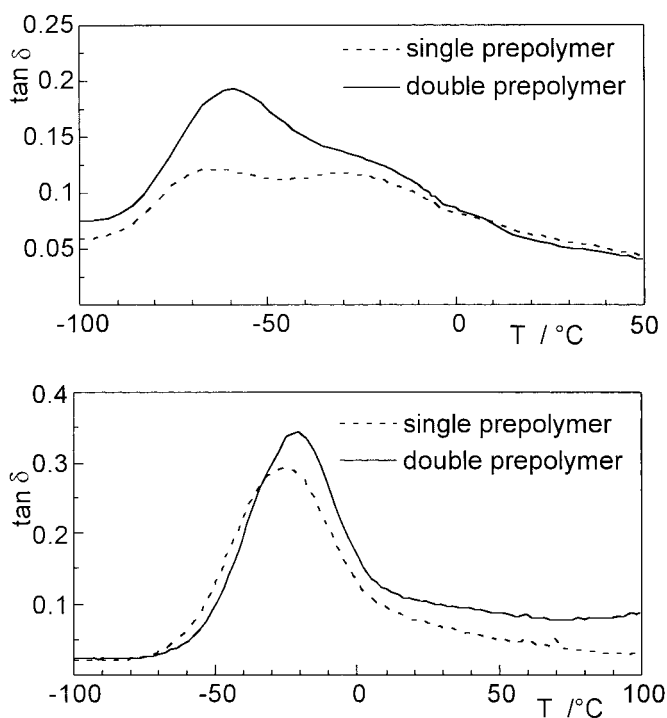 0.25
single prepolymer
double prepolymer
0.2
0.15
0.1
0.05
tan δ
-100 -50 0 50
T / °C
0.4
single prepolymer
double prepolymer
0.3
0.2
0.1
tan δ
-100 -50 0 50 100
T /°C